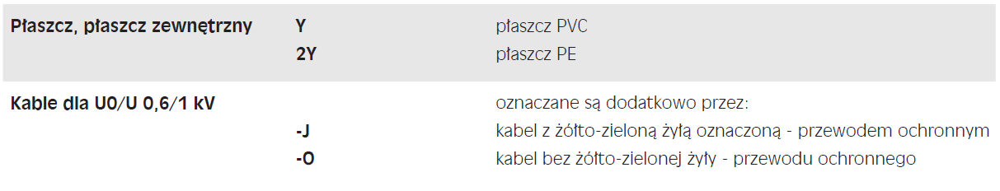 Płaszcz, płaszcz zewnętrzny Y płaszcz PVC
2Y płaszcz PE
Kable dla U0/U 0,6/1 kV oznaczane są dodatkowo przez:
-J kabel z żółto-zieloną żyłą oznaczoną - przewodem ochronnym
-O kabel bez żółto-zielonej żyły - przewodu ochronnego